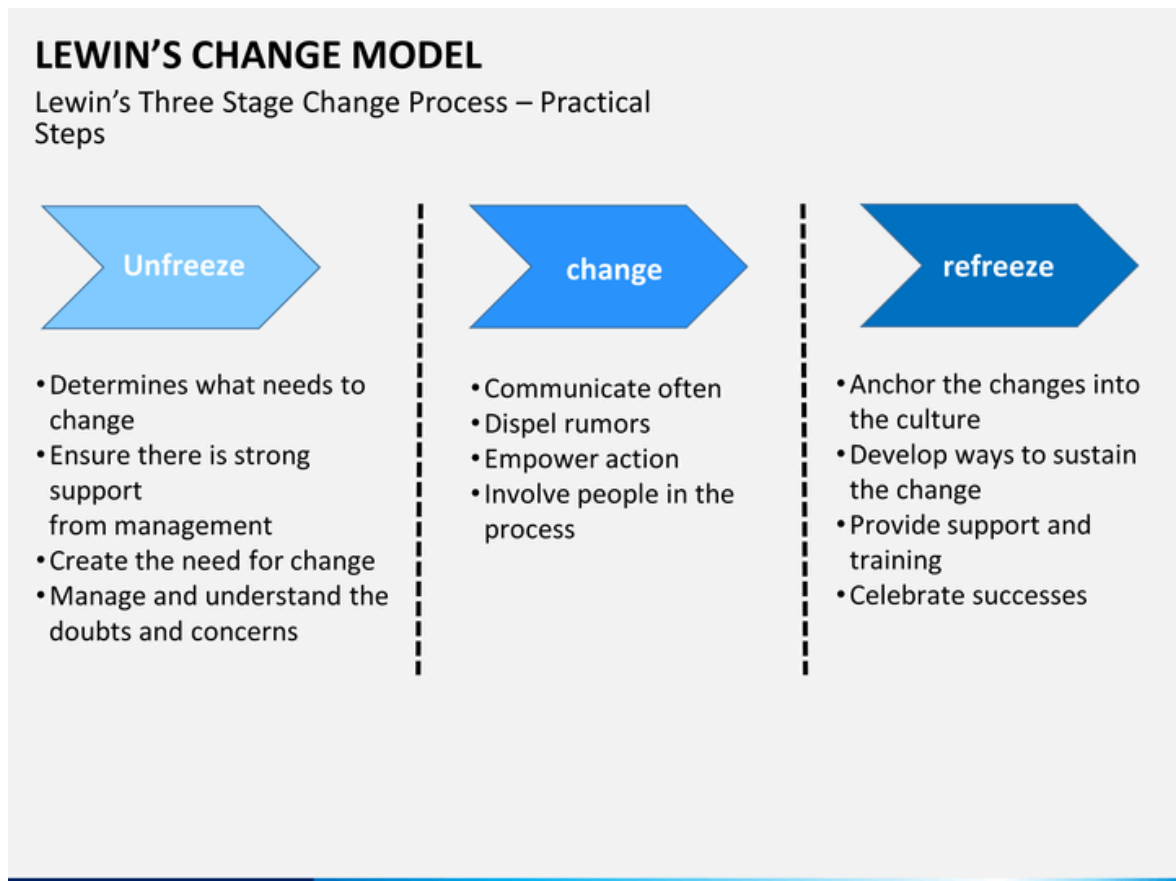 LEWIN'S CHANGE MODEL
Lewin's Three Stage Change Process – Practical
Steps
Unfreeze
•Determines what needs to
change
•Ensure there is strong
support
from management
•Create the need for change
•Manage and understand the
doubts and concerns
change
•Communicate often
•Dispel rumors
•Empower action
•Involve people in the
process
refreeze
•Anchor the changes into
the culture
•Develop ways to sustain
the change
•Provide support and
training
•Celebrate successes